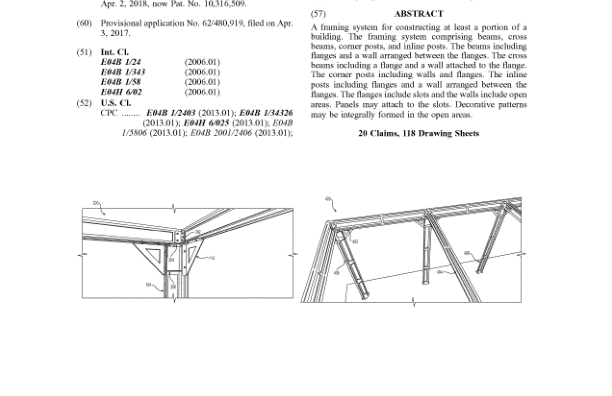 Apr. 2, 2018, now Pat. No. 10,316,509.
(60) Provisional application No. 62/480,919, filed on Apr.
3, 2017.
(51) Int. Cl.
E04B 1/24 (2006.01)
E04B 1/343 (2006.01)
E04B 1/58 (2006.01)
E04H 6/02 (2006.01)
(52) U.S. Cl.
CPC ........ E04B 1/2403 (2013.01); E04B 1/34326
(2013.01); E04H 6/025 (2013.01); E04B
1/5806 (2013.01); E04B 2001/2406 (2013.01);
(57) ABSTRACT
A framing system for constructing at least a portion of a
building. The framing system comprising beams, cross
beams, corner posts, and inline posts. The beams including
flanges and a wall arranged between the flanges. The cross
beams including a flange and a wall attached to the flange.
The corner posts including walls and flanges. The inline
posts including flanges and a wall arranged between the
flanges. The flanges include slots and the walls include open
areas. Panels may attach to the slots. Decorative patterns
may be integrally formed in the open areas.
20 Claims, 118 Drawing Sheets